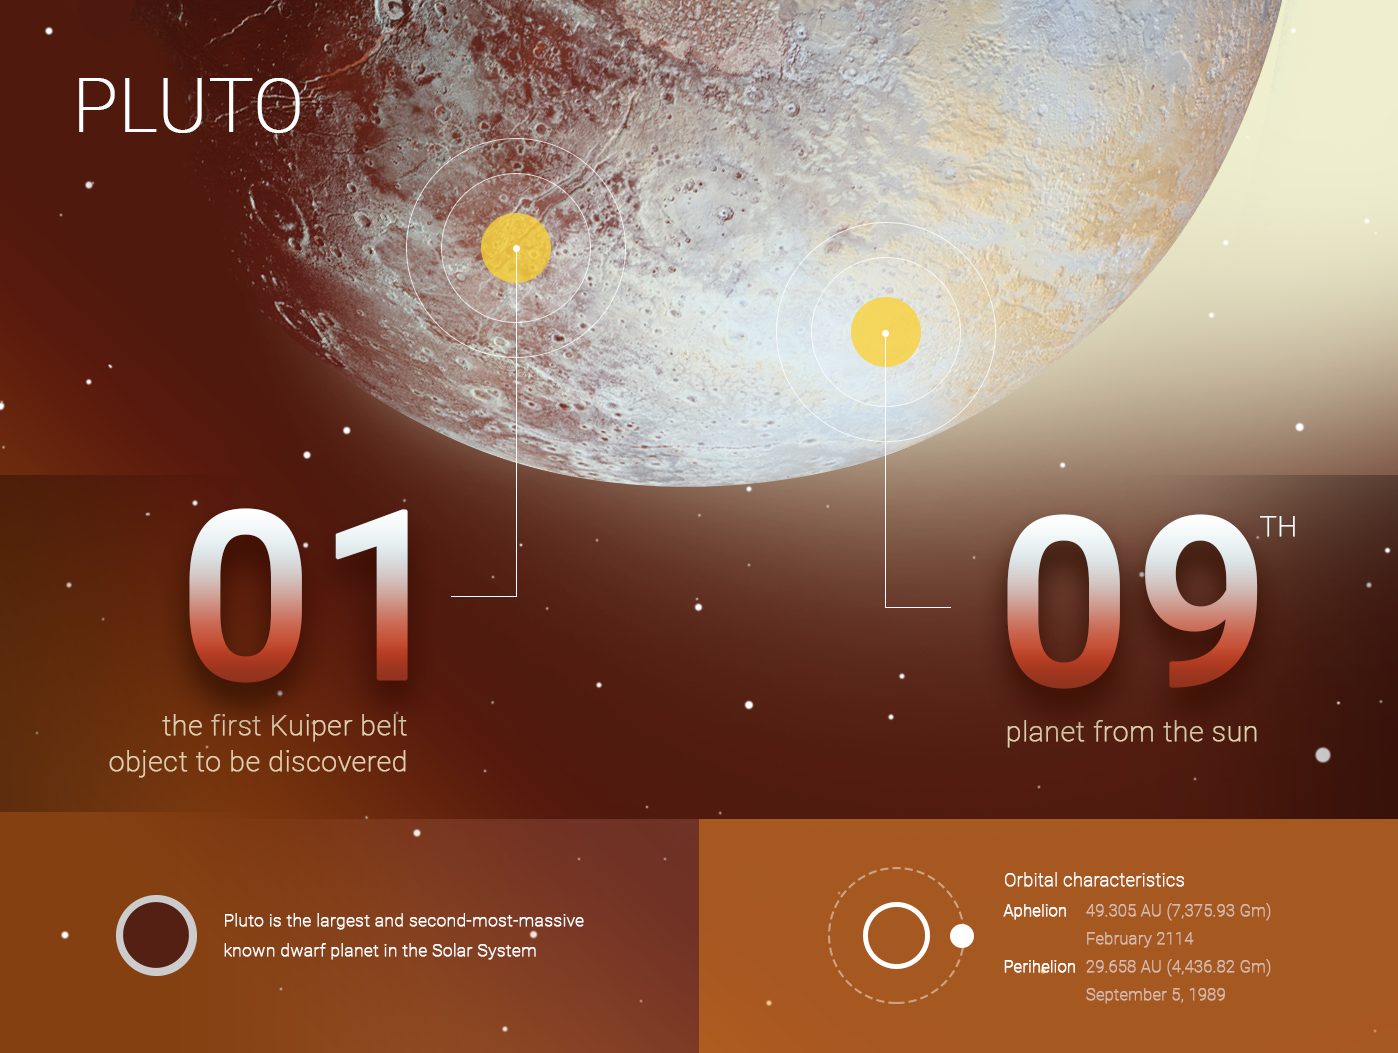 PLUTO
01
the first Kuiper belt
object to be discovered
09TH
planet from the sun
Pluto is the largest and second-most-massive
known dwarf planet in the Solar System
Orbital characteristics
Aphelion 49.305 AU (7,375.93 Gm)
February 2114
Perihelion 29.658 AU (4,436.82 Gm)
September 5, 1989